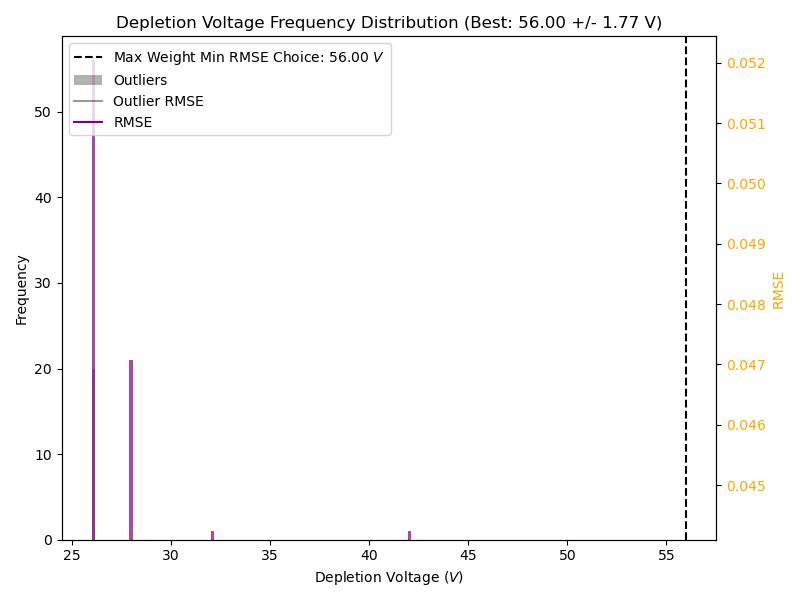 Depletion Voltage Frequency Distribution (Best: 56.00 +/- 1.77 V)
Max Weight Min RMSE Choice: 56.00 V
Outliers
Outlier RMSE
RMSE
50
40
30
20
10
0
Frequency
0.052
0.051
0.050
0.049
0.048
0.047
0.046
0.045
RMSE
25 30 35 40 45 50 55
Depletion Voltage (V)